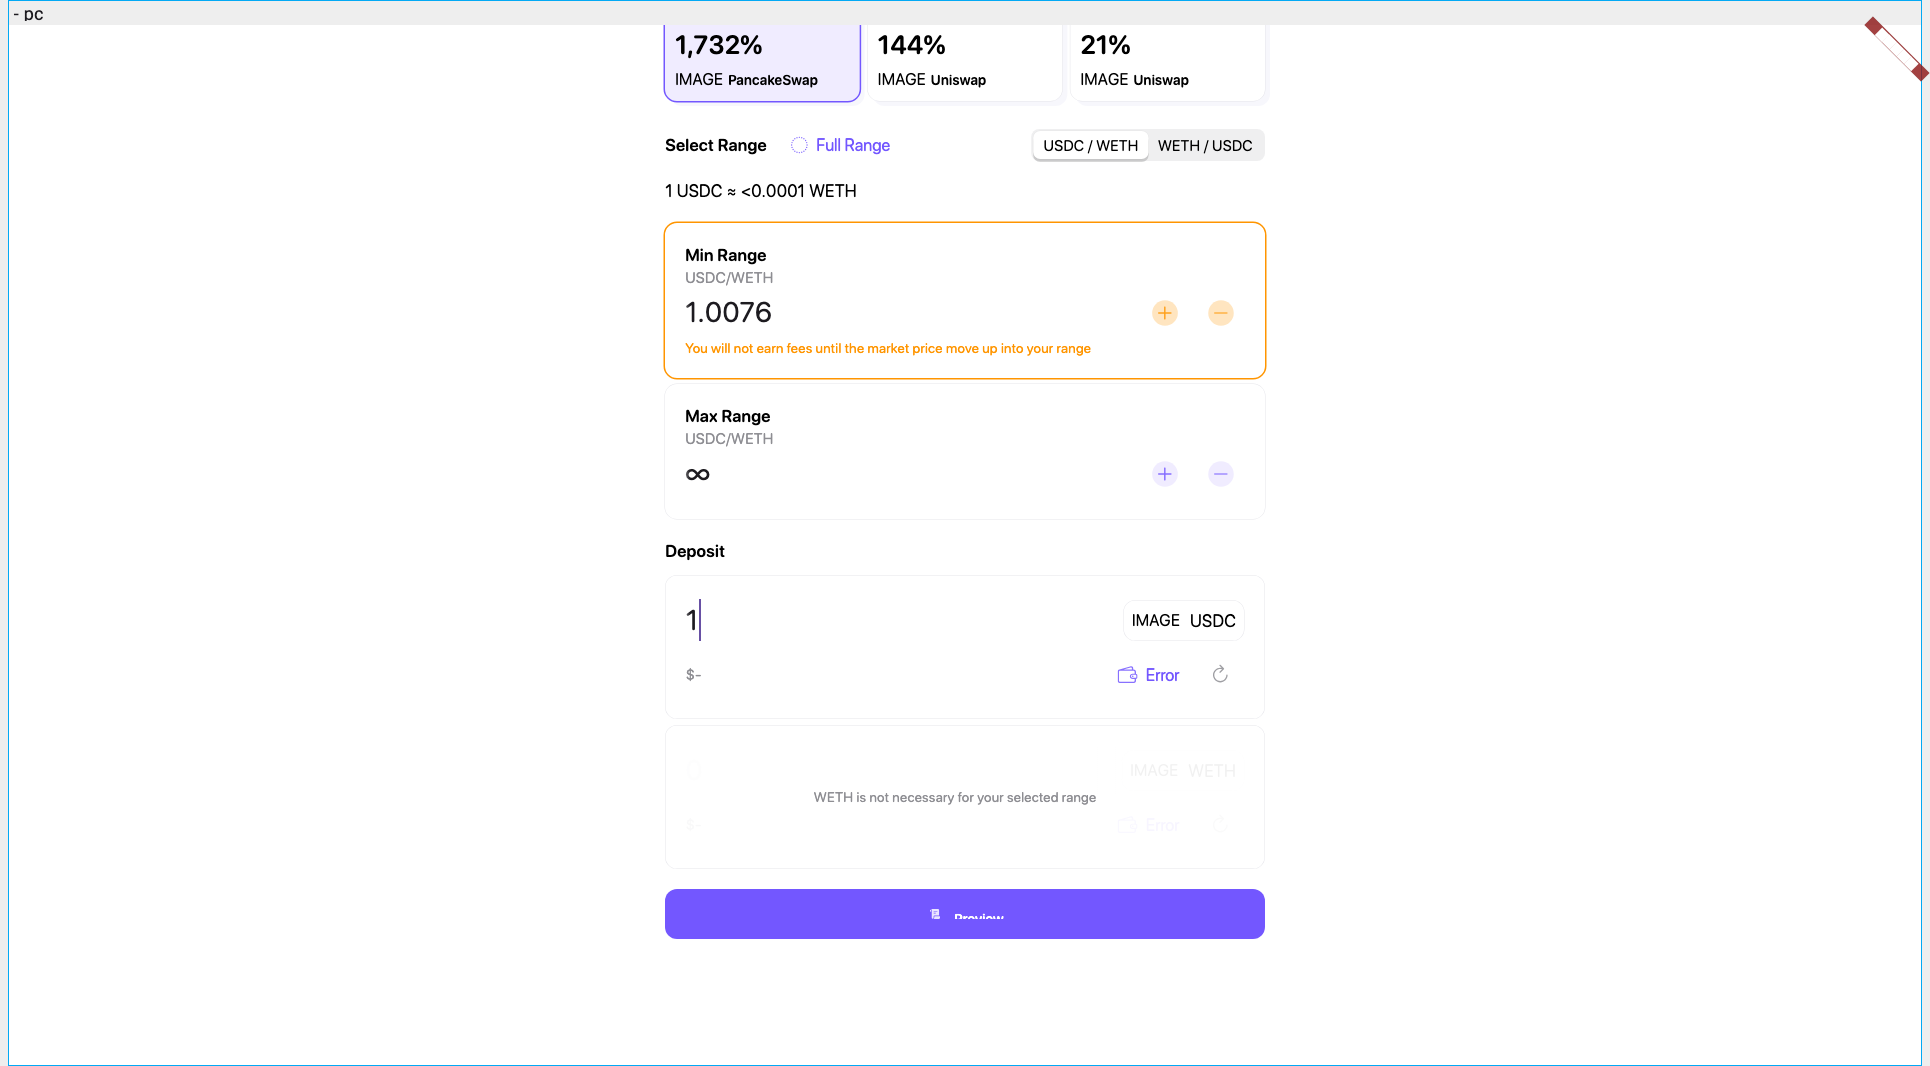 - pc
1,732%
IMAGE PancakeSwap
144%
IMAGE Uniswap
21%
IMAGE Uniswap
Select Range
Full Range
USDC / WETH
WETH / USDC
1 USDC ≈ <0.0001 WETH
Min Range
USDC/WETH
1.0076
You will not earn fees until the market price move up into your range
Max Range
USDC/WETH
∞
Deposit
1
IMAGE USDC
$-
Error
0
IMAGE WETH
WETH is not necessary for your selected range
$-
Error
Preview